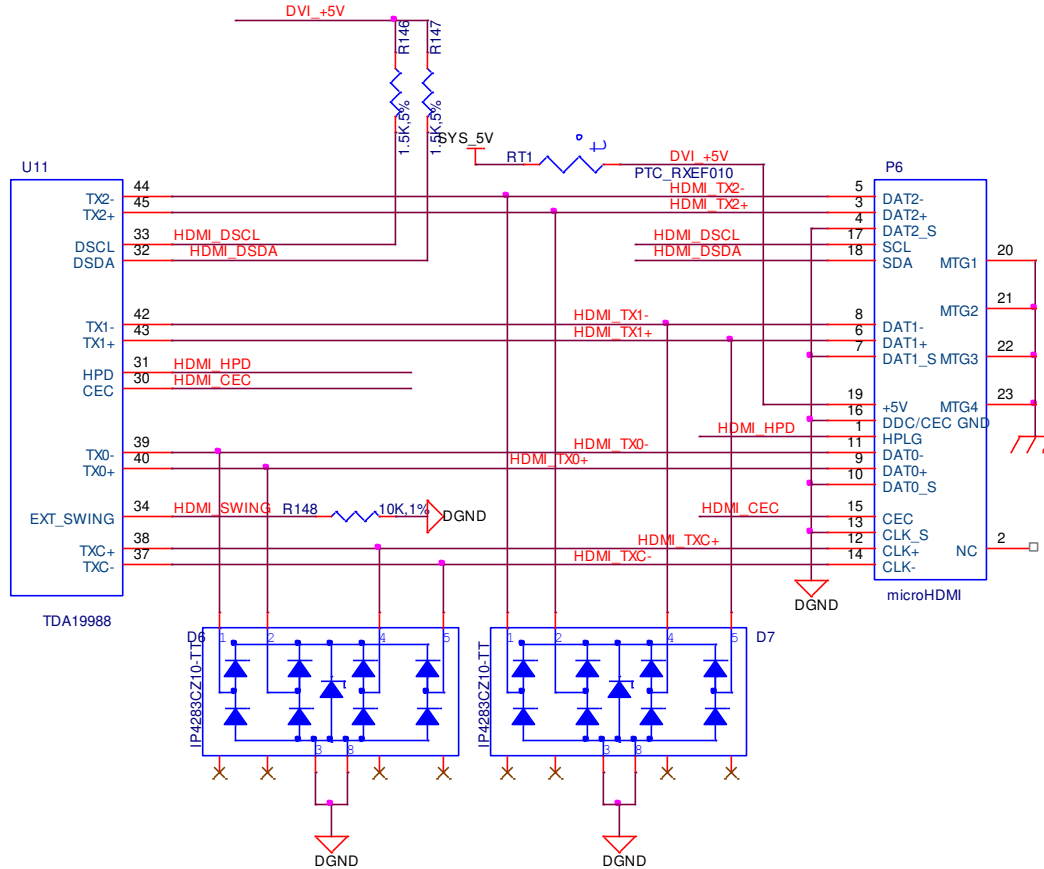 DVI_+5V
R146
R147
1.5K,5%
1.5K,5%
SYS_5V
RT1
t
DVI_+5V
PTC_RXEF010
U11
P6
44 TX2- HDMI_TX2- 5 DAT2-
45 TX2+ HDMI_TX2+ 3 DAT2+
4 DAT2_S
33 DSCL HDMI_DSCL HDMI_DSCL 17 SCL
32 DSDA HDMI_DSDA HDMI_DSDA 18 SDA
MTG1 20
MTG2 21
42 TX1- HDMI_TX1- 8 DAT1-
43 TX1+ HDMI_TX1+ 6 DAT1+
7 DAT1_S MTG3 22
31 HPD HDMI_HPD
30 CEC HDMI_CEC
19 +5V MTG4 23
16 DDC/CEC GND
HDMI_HPD 1 HPLG
39 TX0- HDMI_TX0- 11 DAT0-
40 TX0+ HDMI_TX0+ 9 DAT0+
10 DAT0_S
34 EXT_SWING HDMI_SWING R148 10K,1% DGND
HDMI_CEC 15 CEC
13 CLK_S
38 TXC+ HDMI_TXC+ 12 CLK+ NC 2
37 TXC- HDMI_TXC- 14 CLK-
TDA19988
DGND
microHDMI
D6
1 2 4 5
IP4283CZ10-TT
3 8
DGND
D7
1 2 4 5
IP4283CZ10-TT
3 8
DGND